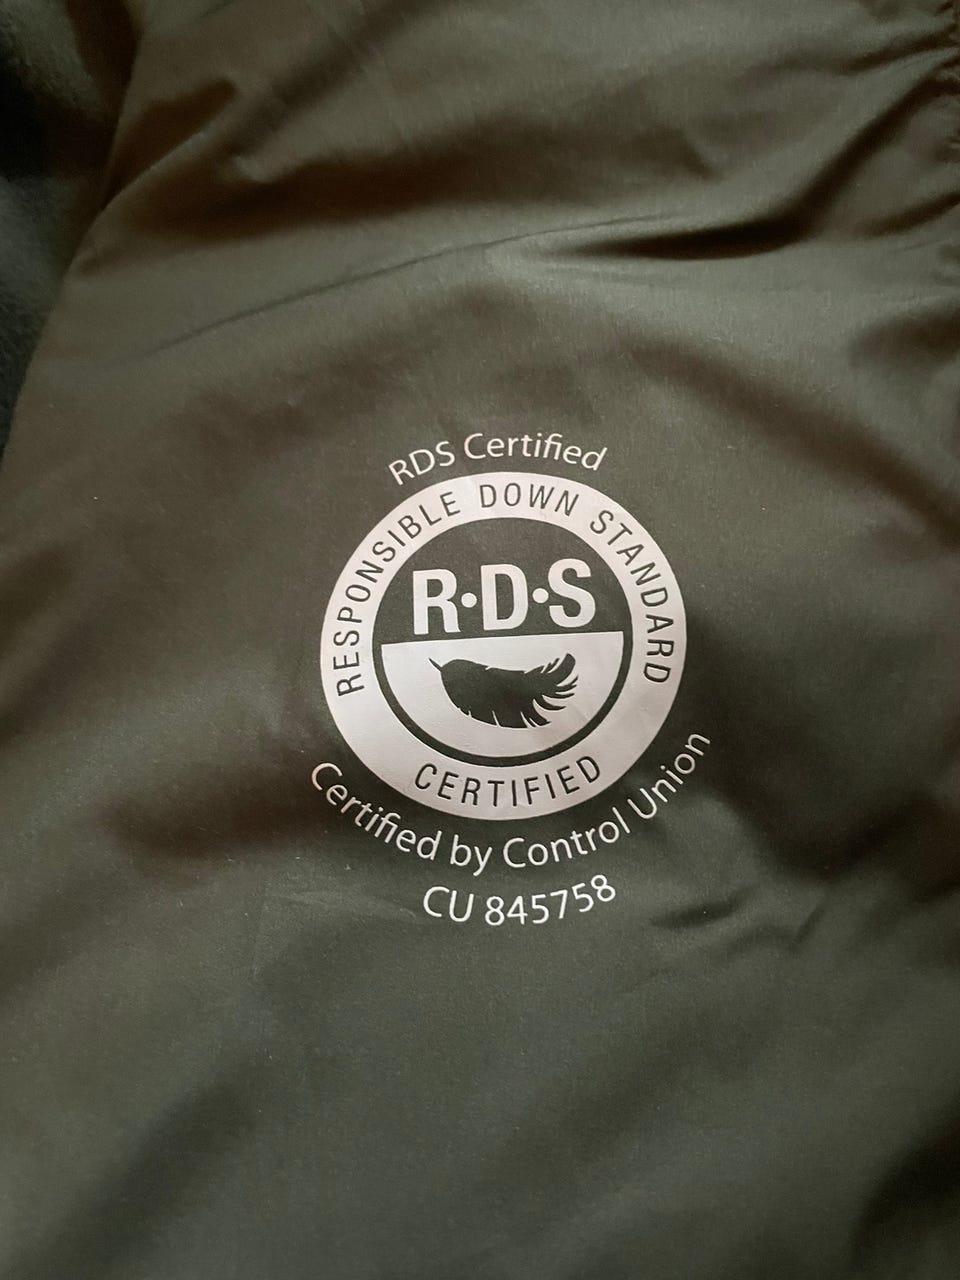 RDS Certified
RESPONSIBLE DOWN STANDARD
R·D·S
CERTIFIED
Certified by Control Union
CU 845758